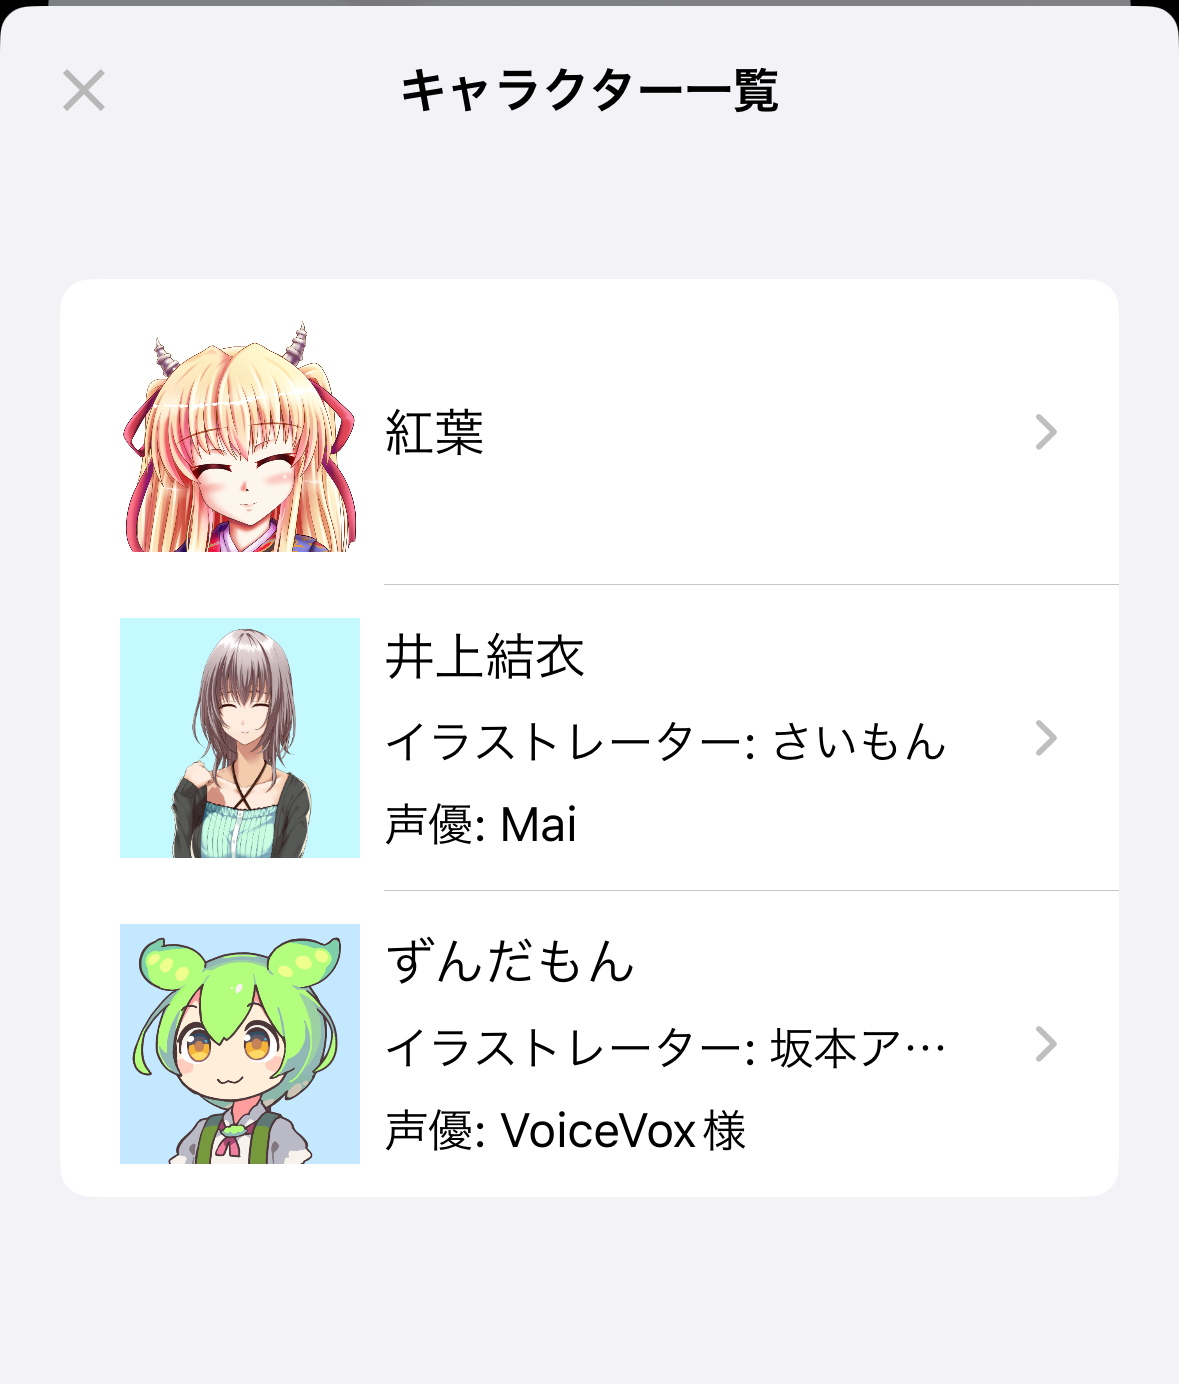 キャラクター一覧
紅葉
井上結衣
イラストレーター: さいもん
声優: Mai
ずんだもん
イラストレーター: 坂本ア…
声優: VoiceVox様